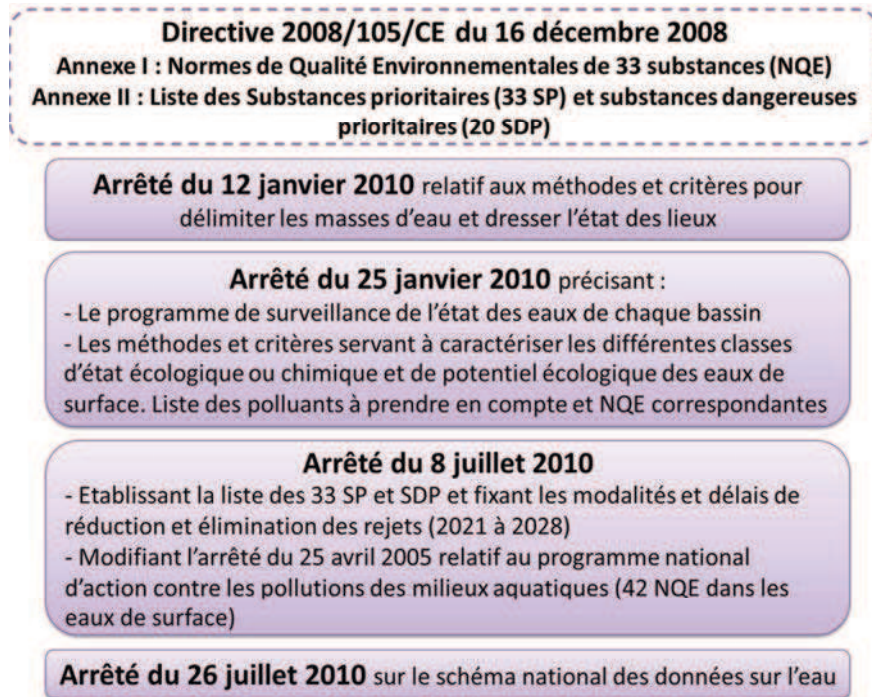 Directive 2008/105/CE du 16 décembre 2008
Annexe I : Normes de Qualité Environnementales de 33 substances (NQE)
Annexe II : Liste des Substances prioritaires (33 SP) et substances dangereuses
prioritaires (20 SDP)
Arrêté du 12 janvier 2010 relatif aux méthodes et critères pour
délimiter les masses d'eau et dresser l'état des lieux
Arrêté du 25 janvier 2010 précisant :
- Le programme de surveillance de l'état des eaux de chaque bassin
- Les méthodes et critères servant à caractériser les différentes classes
d'état écologique ou chimique et de potentiel écologique des eaux de
surface. Liste des polluants à prendre en compte et NQE correspondantes
Arrêté du 8 juillet 2010
- Etablissant la liste des 33 SP et SDP et fixant les modalités et délais de
réduction et élimination des rejets (2021 à 2028)
- Modifiant l'arrêté du 25 avril 2005 relatif au programme national
d'action contre les pollutions des milieux aquatiques (42 NQE dans les
eaux de surface)
Arrêté du 26 juillet 2010 sur le schéma national des données sur l'eau